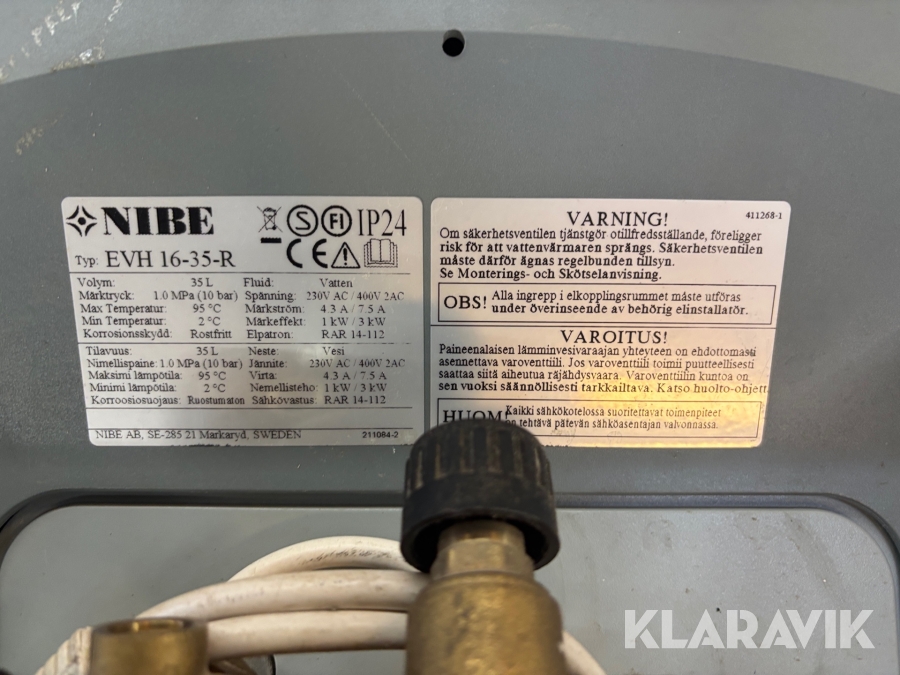 NIBE
S FI IP24
CE
Typ: EVH 16-35-R
Volym: 35 L Fluid: Vatten
Märktryck: 1.0 MPa (10 bar) Spänning: 230V AC / 400V 2AC
Max Temperatur: 95 °C Märkström: 4.3 A / 7.5 A
Min Temperatur: 2 °C Märkeffekt: 1 kW / 3 kW
Korrosionsskydd: Rostfritt Elpatron: RAR 14-112
Tilavuus: 35 L Neste: Vesi
Nimellispaine: 1.0 MPa (10 bar) Jännite: 230V AC / 400V 2AC
Maksimi lämpötila: 95 °C Virta: 4.3 A / 7.5 A
Minimi lämpötila: 2 °C Nemellisteho: 1 kW / 3 kW
Korroosiosuojaus: Ruostumaton Sähkövastus: RAR 14-112
NIBE AB, SE-285 21 Markaryd, SWEDEN 211084-2
VARNING! 411268-1
Om säkerhetsventilen tjänstgör otillfredsställande, föreligger
risk för att vattenvärmaren sprängs. Säkerhetsventilen
måste därför ägnas regelbunden tillsyn.
Se Monterings- och Skötselanvisning.
OBS! Alla ingrepp i elkopplingsrummet måste utföras
under överinseende av behörig elinstallatör.
VAROITUS!
Paineenalaisen lämminvesivaraajan yhteyteen on ehdottomasti
asennettava varoventtiili. Jos varoventtiili toimii puutteellisesti
saattaa siitä aiheutua räjähdysvaara. Varoventtiilin kunto on
sen vuoksi säännöllisesti tarkkailtava. Katso huolto-ohjeet
HUOM! Kaikki sähkökotelossa suoritettavat toimenpiteet
on tehtävä pätevän sähköasentajan valvonnassa.
KLARAVIK